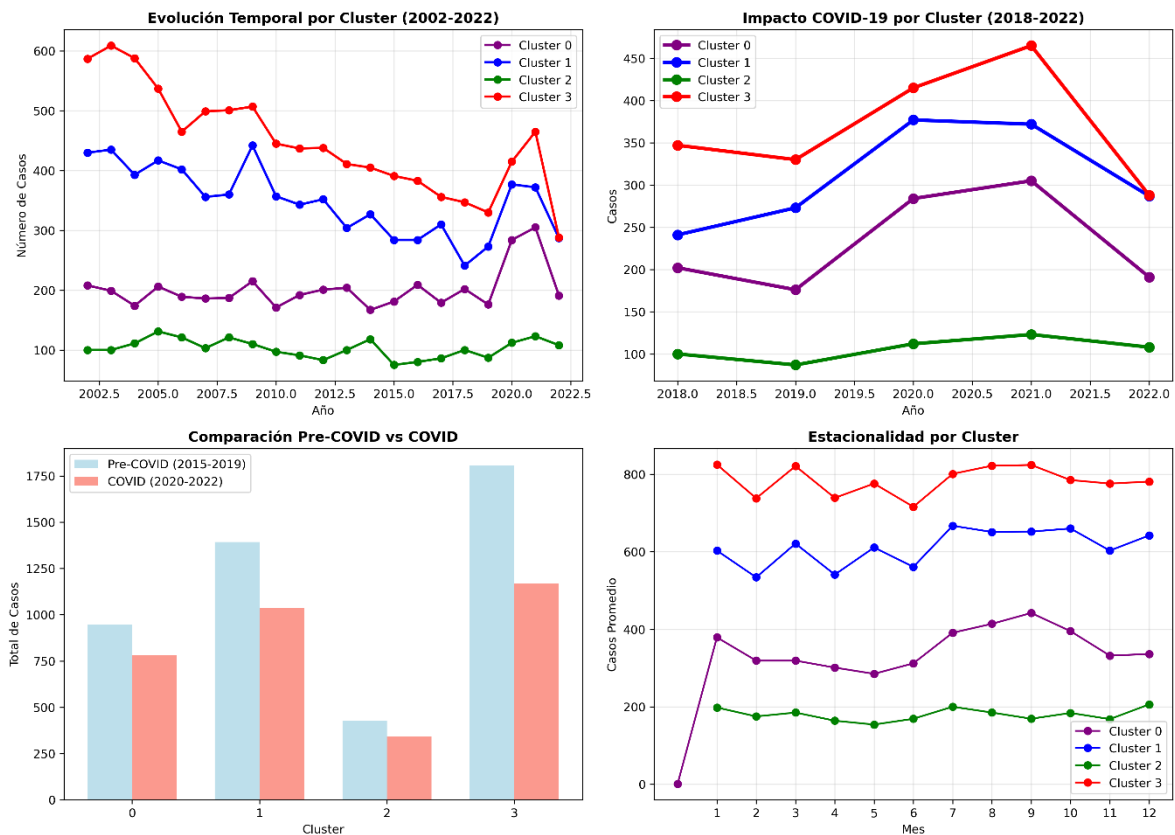 Evolución Temporal por Cluster (2002-2022)
Número de Casos
600
500
400
300
200
100
Cluster 0
Cluster 1
Cluster 2
Cluster 3
2002.5 2005.0 2007.5 2010.0 2012.5 2015.0 2017.5 2020.0 2022.5
Año
Impacto COVID-19 por Cluster (2018-2022)
Casos
450
400
350
300
250
200
150
100
Cluster 0
Cluster 1
Cluster 2
Cluster 3
2018.0 2018.5 2019.0 2019.5 2020.0 2020.5 2021.0 2021.5 2022.0
Año
Comparación Pre-COVID vs COVID
Total de Casos
1750
1500
1250
1000
750
500
250
0
Pre-COVID (2015-2019)
COVID (2020-2022)
0 1 2 3
Cluster
Estacionalidad por Cluster
Casos Promedio
800
600
400
200
0
Cluster 0
Cluster 1
Cluster 2
Cluster 3
1 2 3 4 5 6 7 8 9 10 11 12
Mes